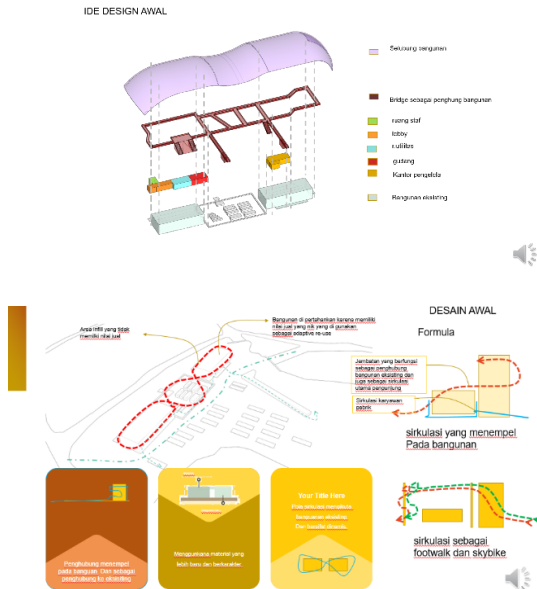 IDE DESIGN AWAL
Selubung bangunan
Bridge sebagai penghung bangunan
ruang staf
lobby
gudang
Kantor pengelola
Bangunan eksisting
DESAIN AWAL
Formula
Area infill yang tidak
memiliki nilai jual
Bangunan di pertahankan karena memiliki
nilai jual yang di gunakan
sebagai adaptive re-use
Jembatan yang berfungsi
sebagai penghubung
bangunan eksisting dan
juga sebagai sirkulasi
utama pengunjung
Sirkulasi karyawan
pabrik
sirkulasi yang menempel
Pada bangunan
sirkulasi sebagai
footwalk dan skybike
Penghubung menempel
pada bangunan. Dan sebagai
penghubung ke eksisting
Menggunakna material yang
lebih baru dan berkarakter.
Your Title Here